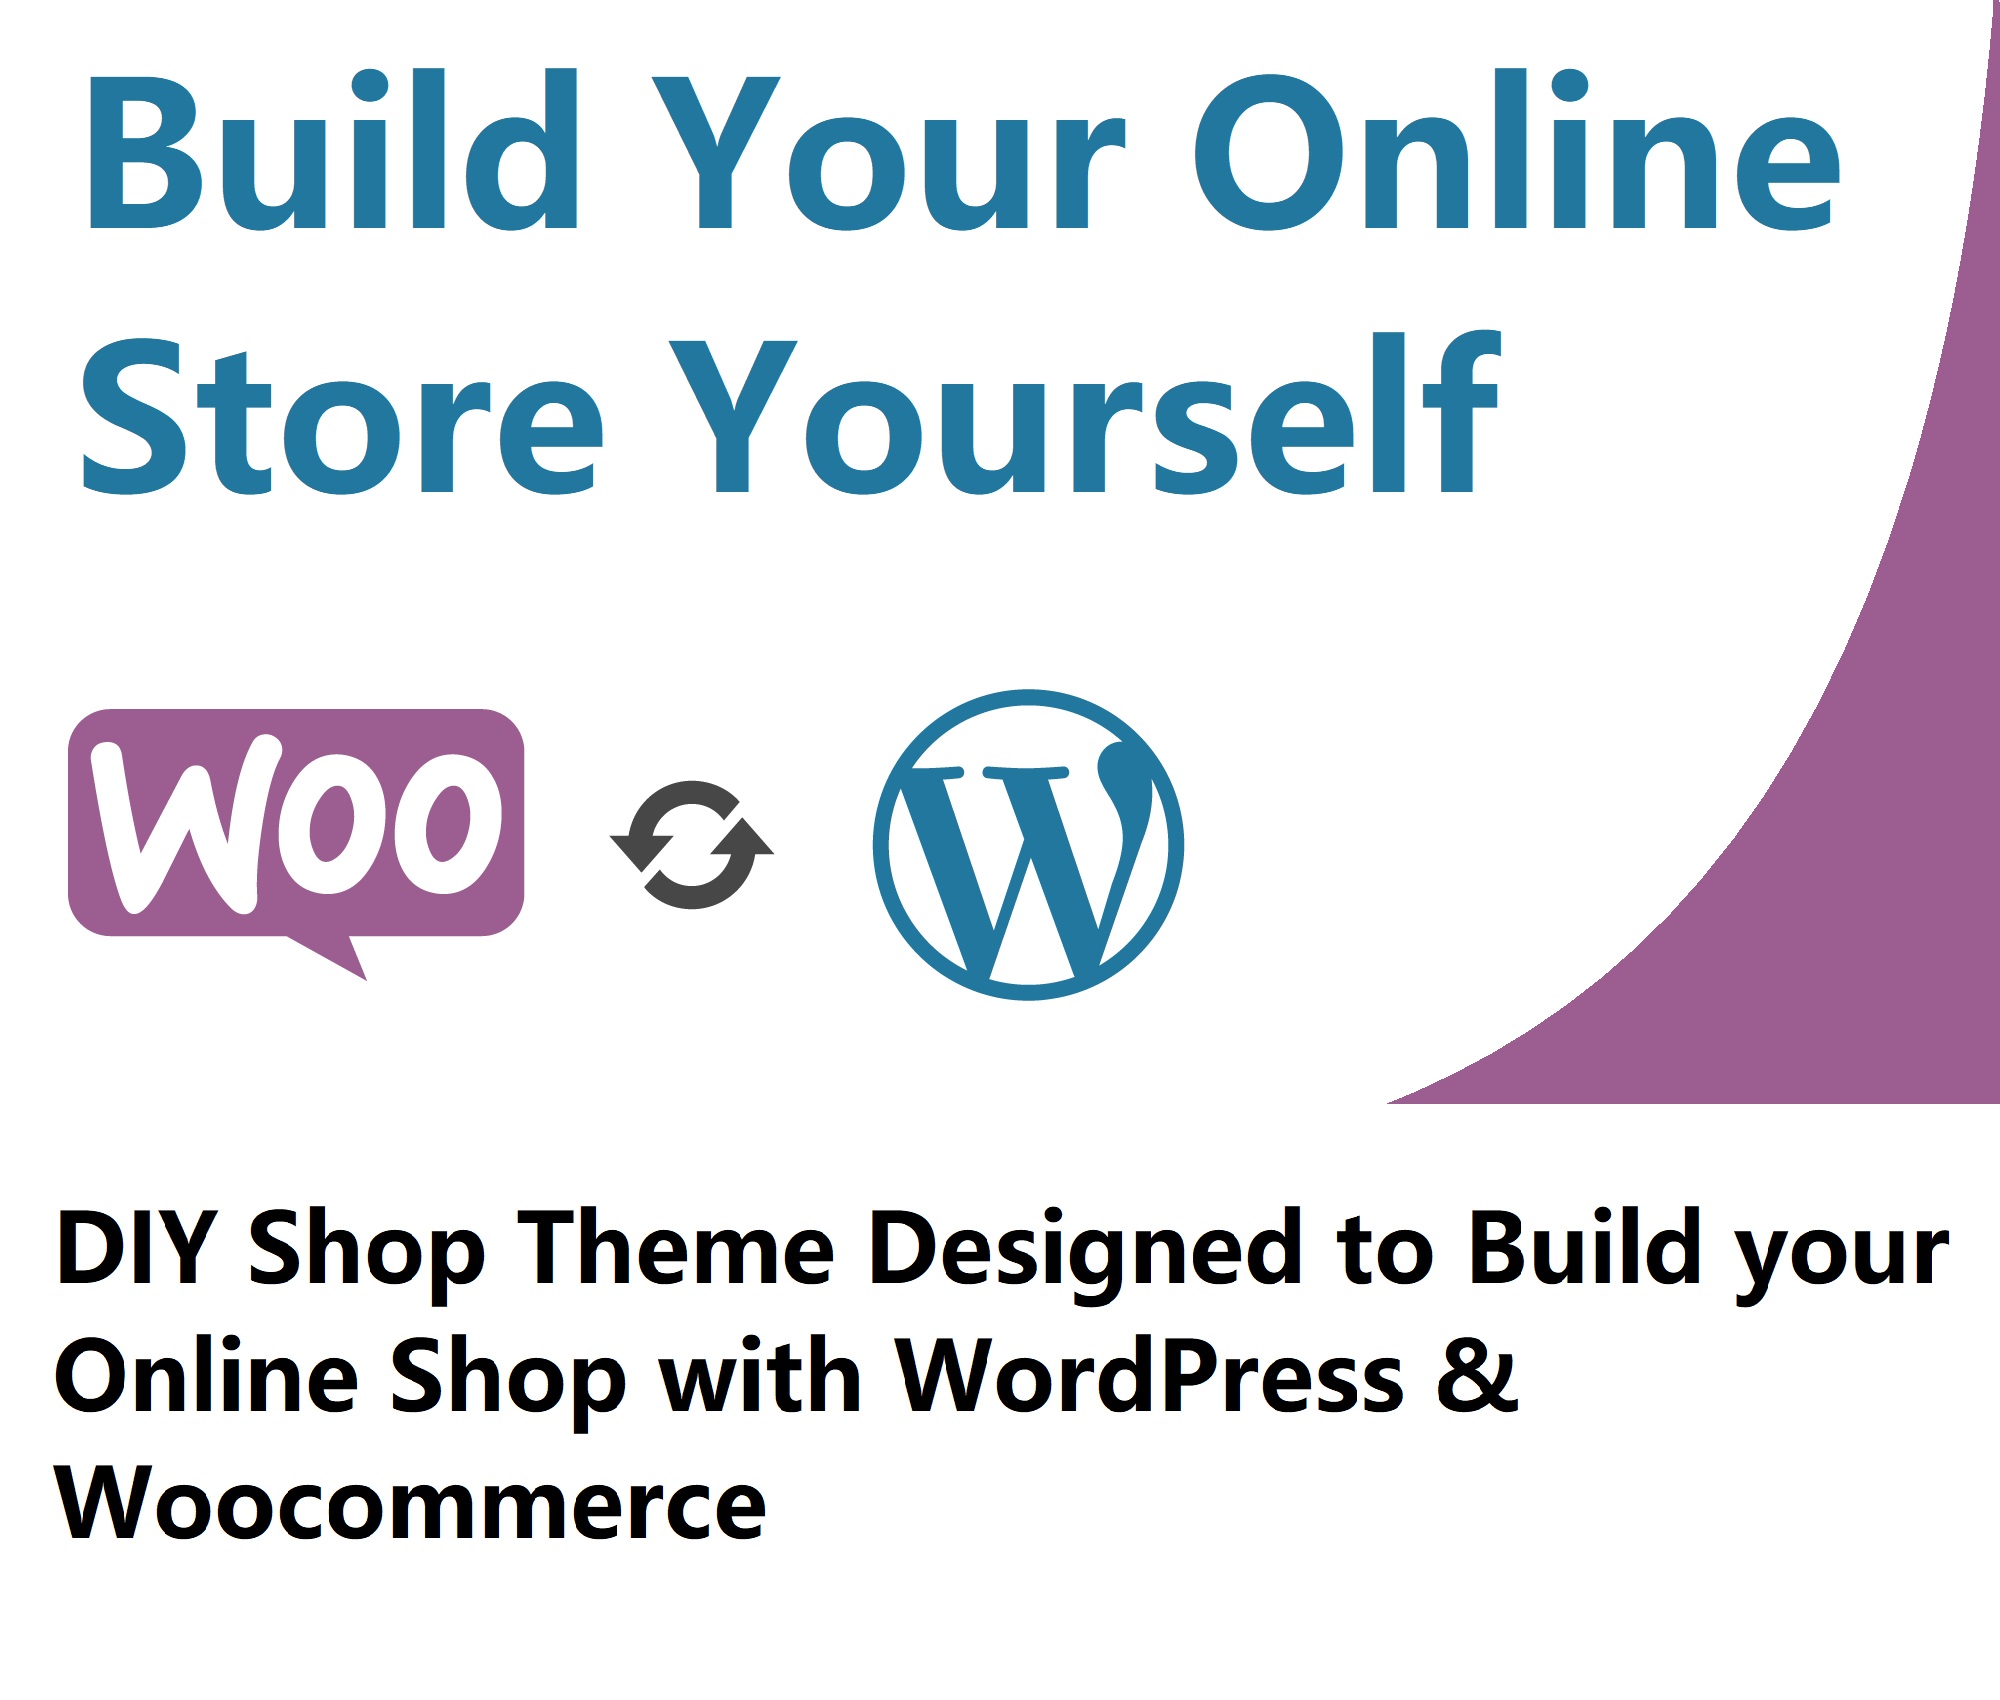 Build Your Online
Store Yourself
Woo
W
DIY Shop Theme Designed to Build your
Online Shop with WordPress &
Woocommerce